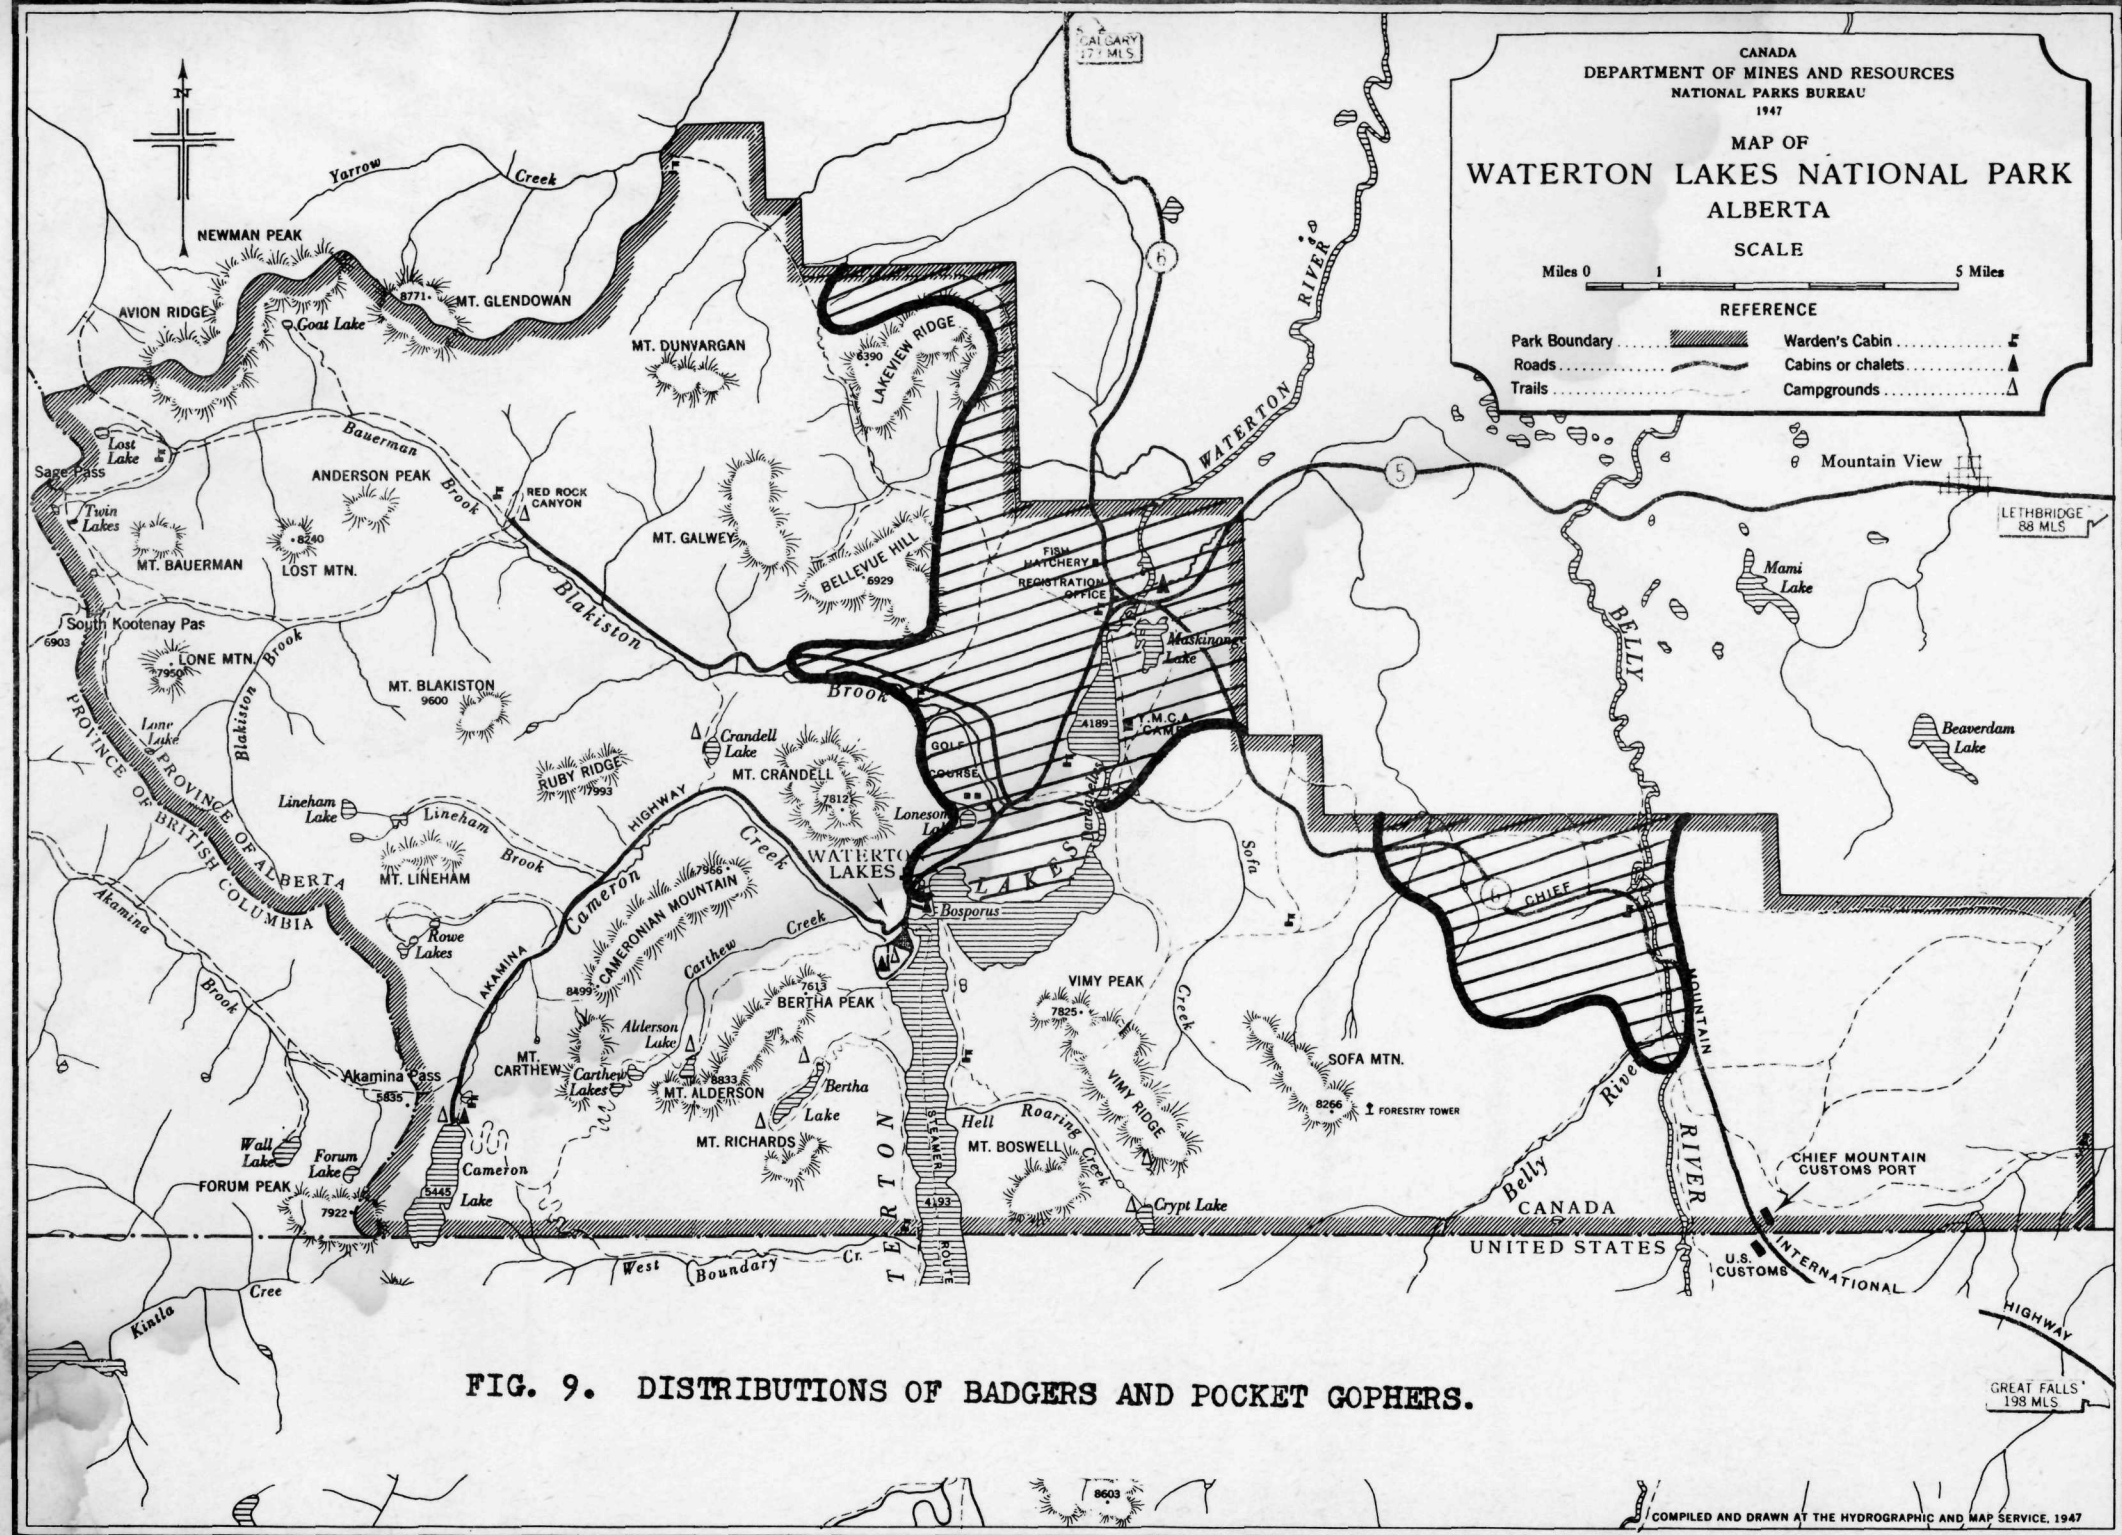 CANADA
DEPARTMENT OF MINES AND RESOURCES
NATIONAL PARKS BUREAU
1947
MAP OF
WATERTON LAKES NATIONAL PARK
ALBERTA
SCALE
Miles 0 1 5 Miles
REFERENCE
Park Boundary
Roads
Trails
Warden's Cabin
Cabins or chalets
Campgrounds
CALGARY
MLS
N
Yarrow Creek
NEWMAN PEAK
AVION RIDGE
Goat Lake
8771
MT. GLENDOWAN
6
MT. DUNVARGAN
6390
LAKEVIEW RIDGE
WATERTON RIVER
Lost
Lake
Sage Pass
Twin
Lakes
Bauerman Brook
ANDERSON PEAK
RED ROCK
CANYON
8240
LOST MTN.
MT. BAUERMAN
MT. GALWEY
BELLEVUE HILL
6929
FISH
HATCHERY
REGISTRATION
OFFICE
5
Mountain View
LETHBRIDGE
88 MLS
Mami
Lake
BELLY
Beaverdam
Lake
South Kootenay Pas
6903
LONE MTN.
7950
Lone
Lake
Blakiston Brook
MT. BLAKISTON
9600
Blakiston
Brook
Maskinonge
Lake
4189
Y.M.C.A.
CAMP
Crandell
Lake
MT. CRANDELL
7812
GOLF
COURSE
RUBY RIDGE
7993
PROVINCE OF ALBERTA
PROVINCE OF
BRITISH COLUMBIA
Lineham
Lake
Lineham
Brook
MT. LINEHAM
AKAMINA HIGHWAY
Cameron Creek
Lonesom
Lake
Dardanelles
WATERTO
LAKES
LAKES
Bosporus
7966
CAMERONIAN MOUNTAIN
8499
Carthew Creek
Rowe
Lakes
Akamina
Brook
Sofa
Creek
6
CHIEF
MOUNTAIN
VIMY PEAK
7825
VIMY RIDGE
7613
BERTHA PEAK
Alderson
Lake
MT.
CARTHEW
Carthew
Lakes
8833
MT. ALDERSON
Bertha
Lake
MT. RICHARDS
SOFA MTN.
8266
FORESTRY TOWER
Akamina Pass
5835
Wall
Lake
Forum
Lake
FORUM PEAK
7922
Cameron
Lake
5445
Hell Roaring
Creek
MT. BOSWELL
Crypt Lake
STEAMER
4193
ROUTE
TERTON
Belly River
RIVER
CHIEF MOUNTAIN
CUSTOMS PORT
CANADA
UNITED STATES
U.S.
CUSTOMS
INTERNATIONAL
HIGHWAY
West Boundary Cr.
Kintla
Cree
GREAT FALLS
198 MLS
FIG. 9. DISTRIBUTIONS OF BADGERS AND POCKET GOPHERS.
8603
COMPILED AND DRAWN AT THE HYDROGRAPHIC AND MAP SERVICE, 1947